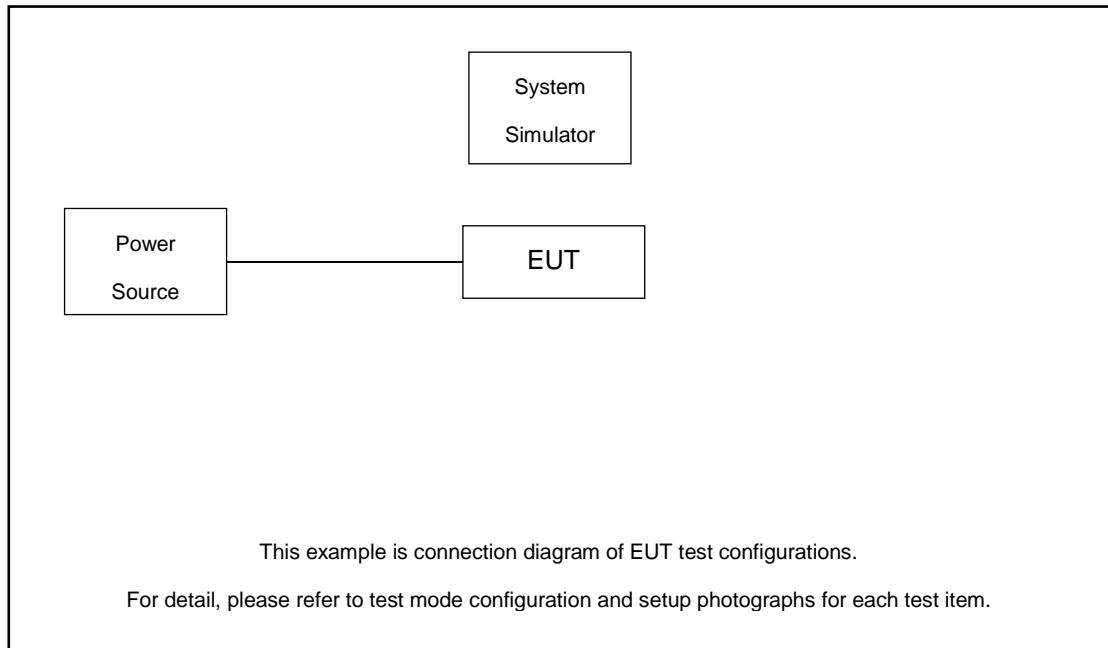 System
Simulator
Power
Source
EUT
This example is connection diagram of EUT test configurations.
For detail, please refer to test mode configuration and setup photographs for each test item.